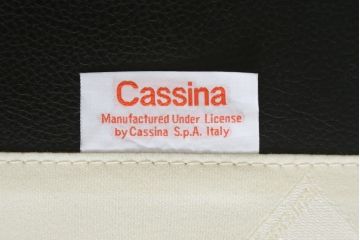 Cassina
Manufactured Under License
by Cassina S.p.A. Italy